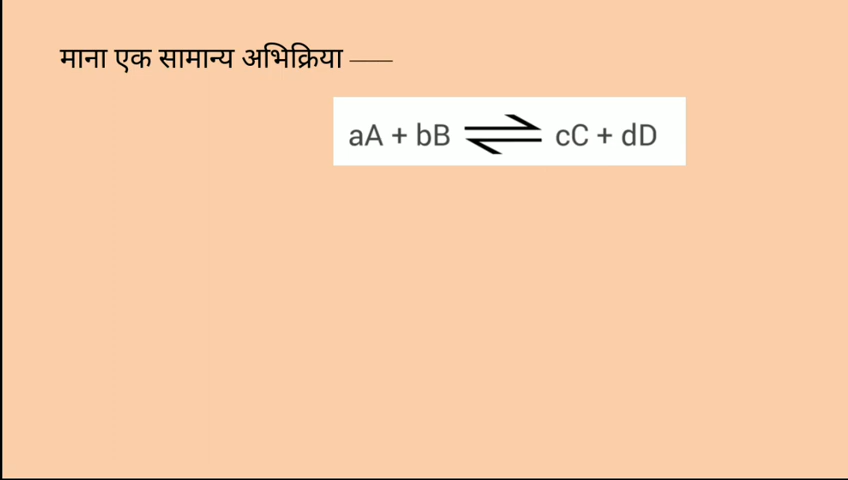 माना एक सामान्य अभिक्रिया ——
aA + bB ⇌ cC + dD